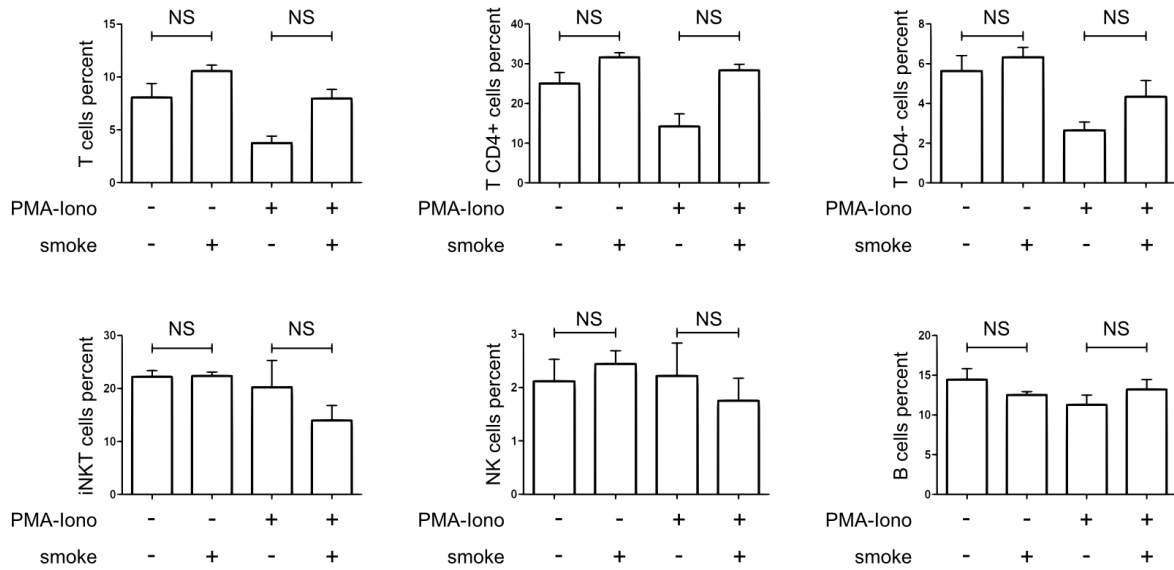 NS NS
15
10
5
0
T cells percent
PMA-Iono - - + +
smoke - + - +
NS NS
40
30
20
10
0
T CD4+ cells percent
- - + +
- + - +
NS NS
8
6
4
2
0
T CD4- cells percent
PMA-Iono - - + +
smoke - + - +
NS NS
30
20
10
0
iNKT cells percent
PMA-Iono - - + +
smoke - + - +
NS NS
3
2
1
0
NK cells percent
PMA-Iono - - + +
smoke - + - +
NS NS
20
15
10
5
0
B cells percent
PMA-Iono - - + +
smoke - + - +